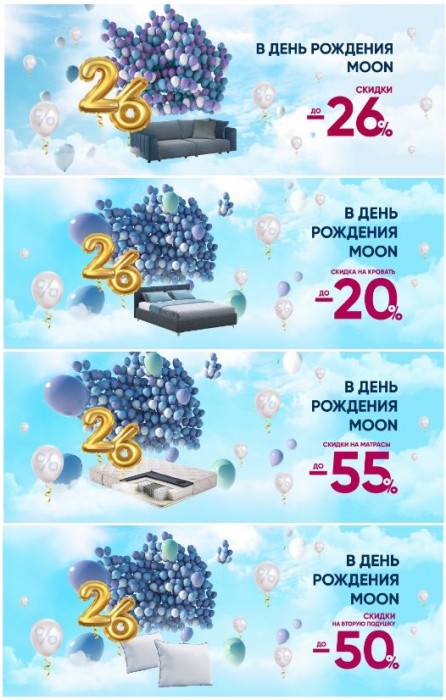 26
В ДЕНЬ РОЖДЕНИЯ
MOON
СКИДКИ
ДО
-26%
26
В ДЕНЬ
РОЖДЕНИЯ
MOON
СКИДКА НА КРОВАТЬ
ДО
-20%
26
В ДЕНЬ
РОЖДЕНИЯ
MOON
СКИДКИ НА МАТРАСЫ
ДО
-55%
26
В ДЕНЬ
РОЖДЕНИЯ
MOON
СКИДКИ
НА ВТОРУЮ ПОДУШКУ
ДО
-50%